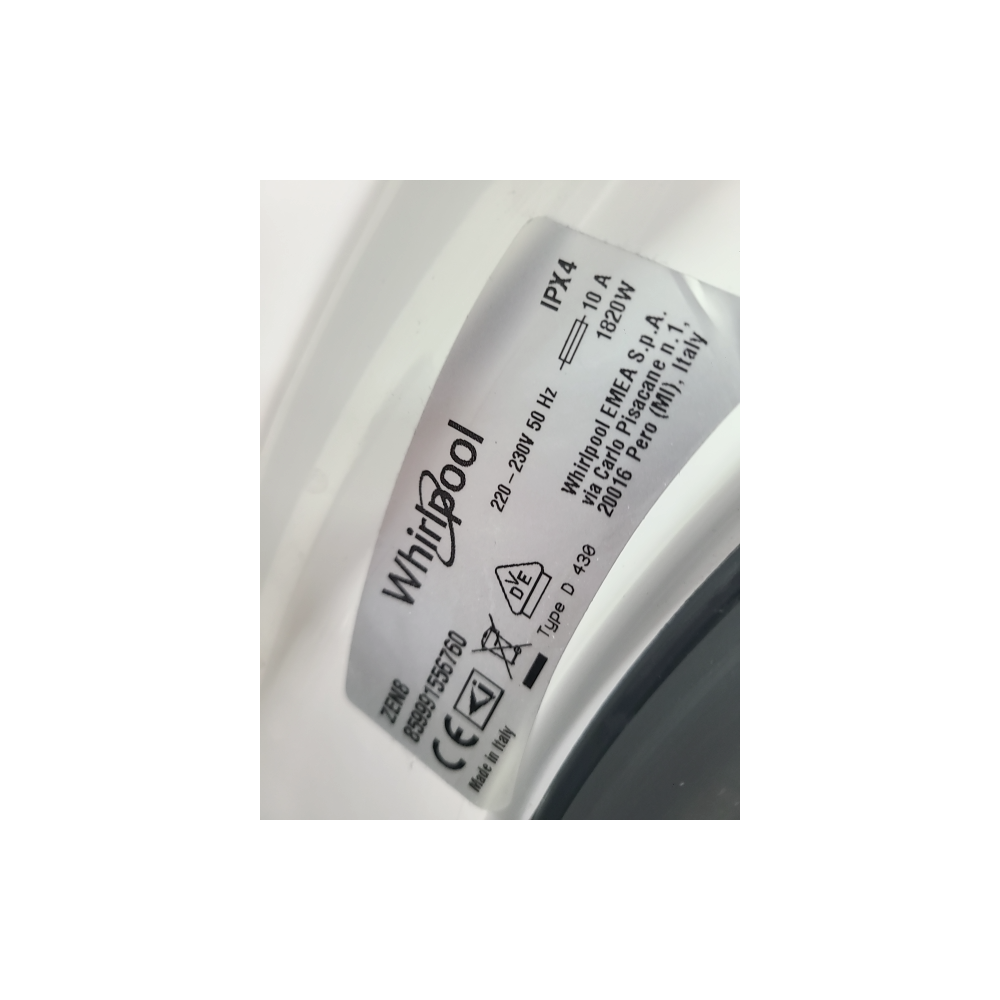 Whirlpool
IPX4
220-230V 50 Hz
10 A
1820W
Whirlpool EMEA S.p.A.
via Carlo Pisacane n.1,
20016 Pero (MI), Italy
ZEN8
859991556760
CE
DVE
Type D 430
Made in Italy